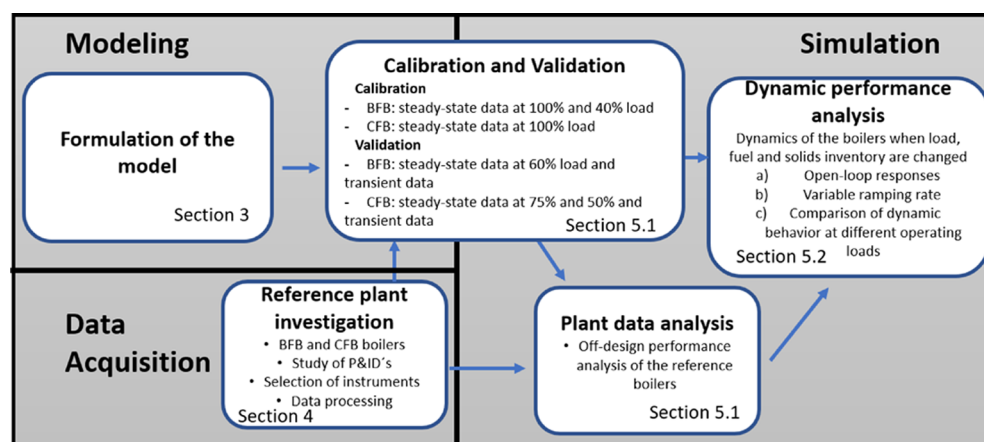 Modeling
Formulation of the
model
Section 3
Calibration and Validation
Calibration
- BFB: steady-state data at 100% and 40% load
- CFB: steady-state data at 100% load
Validation
- BFB: steady-state data at 60% load and
transient data
- CFB: steady-state data at 75% and 50% and
transient data
Section 5.1
Simulation
Dynamic performance
analysis
Dynamics of the boilers when load,
fuel and solids inventory are changed
a) Open-loop responses
b) Variable ramping rate
c) Comparison of dynamic
behavior at different operating
loads
Section 5.2
Data
Acquisition
Reference plant
investigation
• BFB and CFB boilers
• Study of P&ID´s
• Selection of instruments
• Data processing
Section 4
Plant data analysis
• Off-design performance
analysis of the reference
boilers
Section 5.1